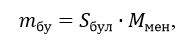 m_бу = S_бул · M_мен,